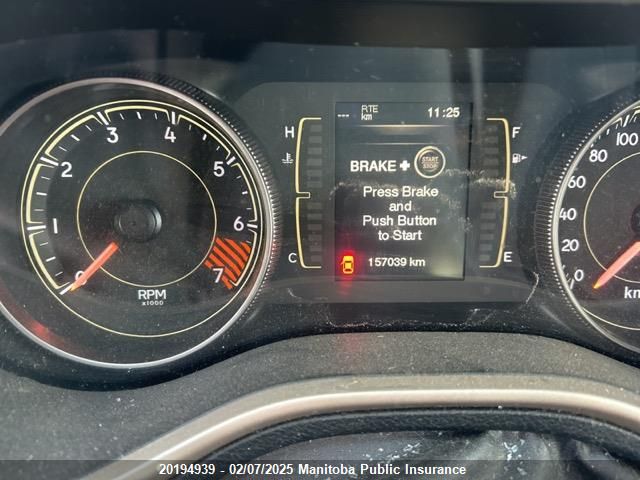 0 1 2 3 4 5 6 7
RPM
x1000
H
C
--- RTE km 11:25
BRAKE + START STOP
Press Brake
and
Push Button
to Start
157039 km
F
E
0 20 40 60 80 100
km
20194939 - 02/07/2025 Manitoba Public Insurance